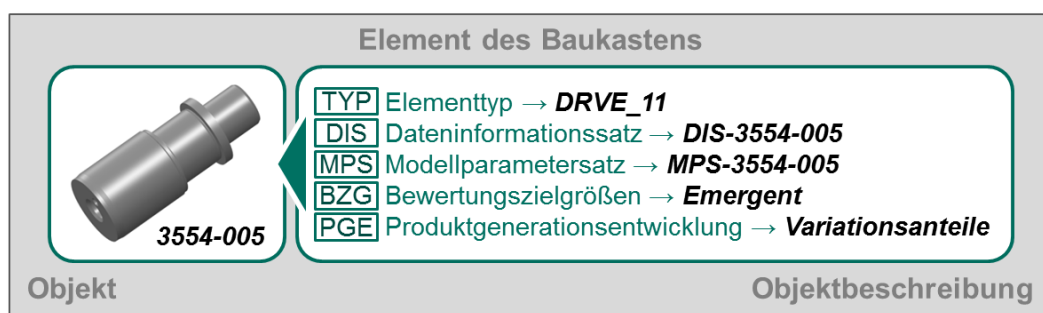 Element des Baukastens
3554-005
TYP Elementtyp → DRVE_11
DIS Dateninformationssatz → DIS-3554-005
MPS Modellparametersatz → MPS-3554-005
BZG Bewertungszielgrößen → Emergent
PGE Produktgenerationsentwicklung → Variationsanteile
Objekt
Objektbeschreibung